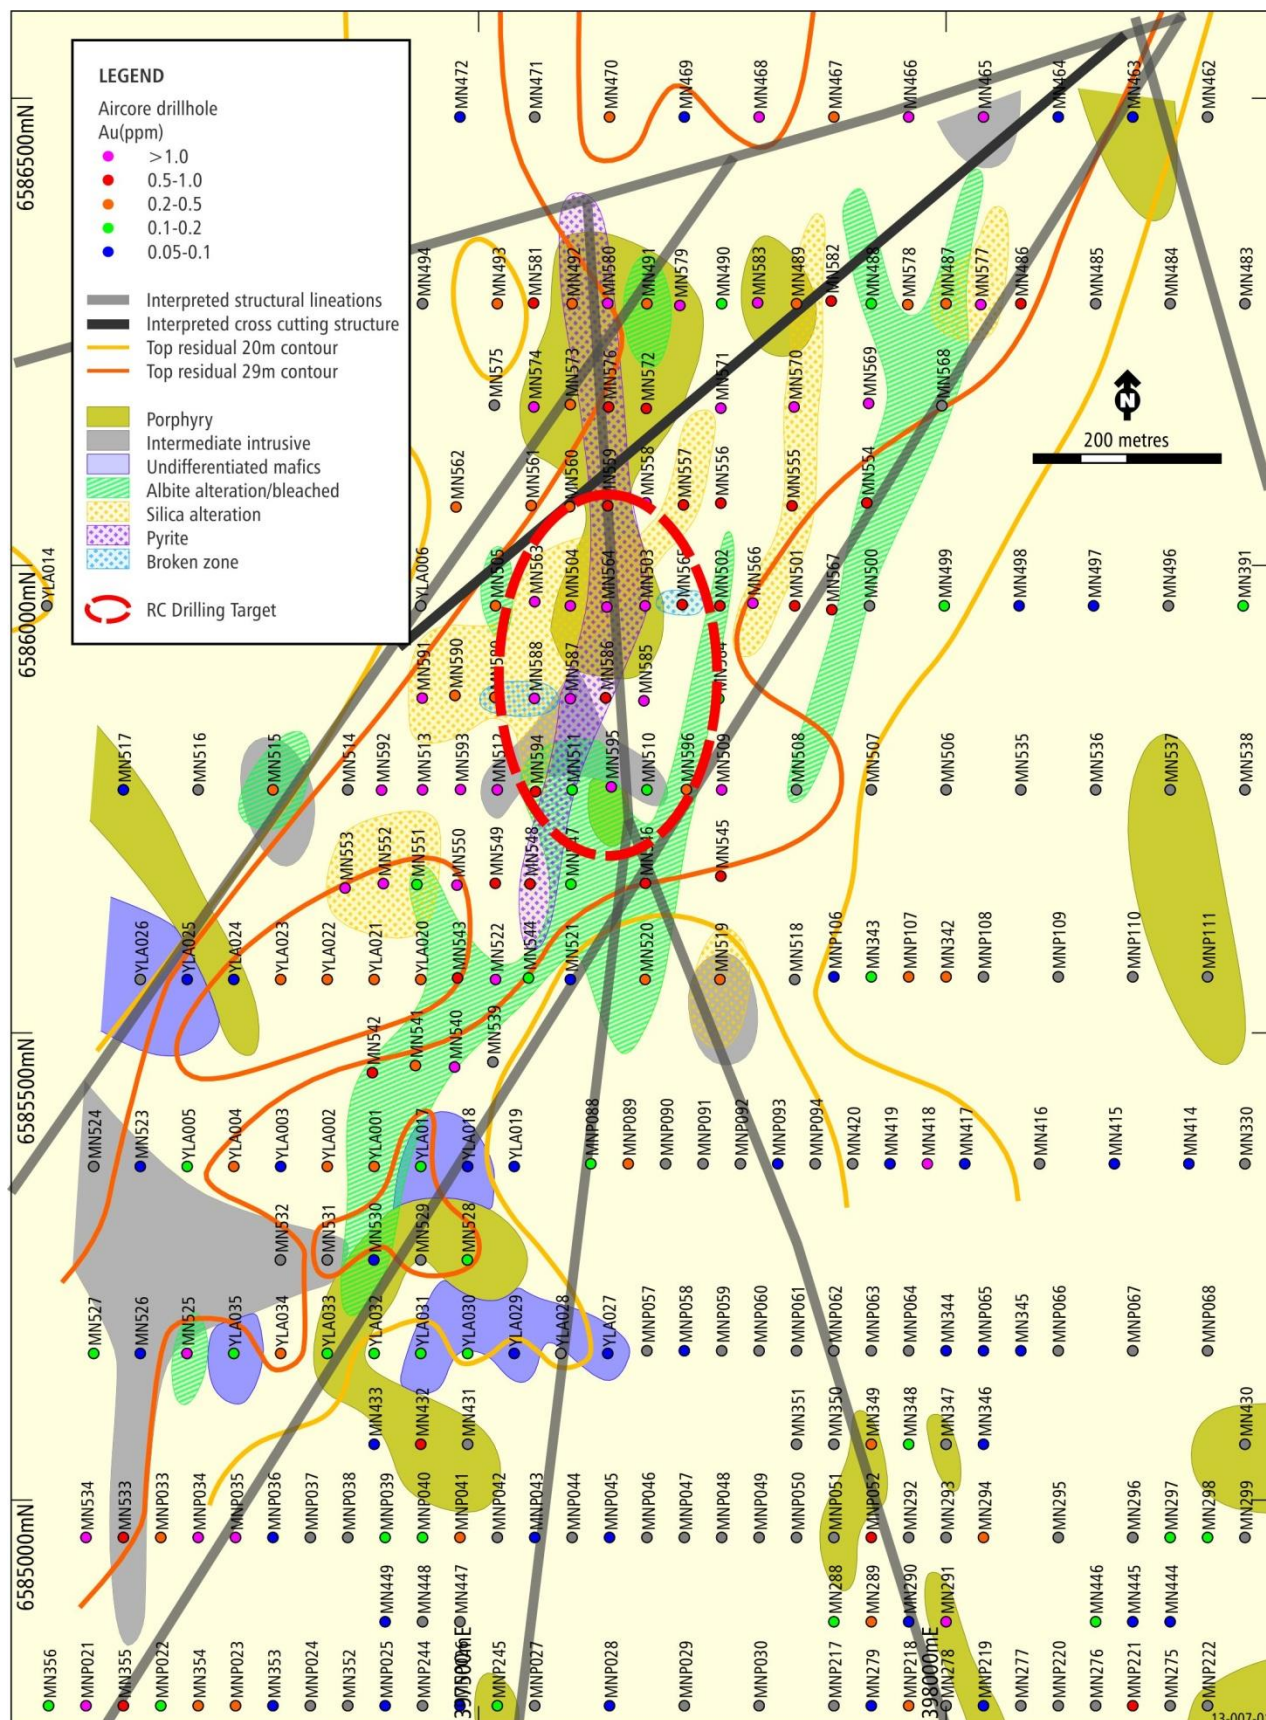 LEGEND
Aircore drillhole
Au(ppm)
>1.0
0.5-1.0
0.2-0.5
0.1-0.2
0.05-0.1
Interpreted structural lineations
Interpreted cross cutting structure
Top residual 20m contour
Top residual 29m contour
Porphyry
Intermediate intrusive
Undifferentiated mafics
Albite alteration/bleached
Silica alteration
Pyrite
Broken zone
RC Drilling Target
6586500mN
MN472
MN471
MN470
MN469
MN468
MN467
MN466
MN465
MN464
MN463
MN462
MN494
MN493
MN581
MN492
MN580
MN491
MN579
MN490
MN583
MN489
MN582
MN488
MN578
MN487
MN577
MN486
MN485
MN484
MN483
MN575
MN574
MN573
MN576
MN572
MN571
MN570
MN569
MN568
N
200 metres
MN562
MN561
MN560
MN559
MN558
MN557
MN556
MN555
MN554
6586000mN
YLA014
YLA006
MN505
MN563
MN504
MN564
MN503
MN565
MN502
MN566
MN501
MN567
MN500
MN499
MN498
MN497
MN496
MN391
MN591
MN590
MN589
MN588
MN587
MN586
MN585
MN584
MN517
MN516
MN515
MN514
MN592
MN513
MN593
MN512
MN594
MN511
MN595
MN510
MN596
MN509
MN508
MN507
MN506
MN535
MN536
MN537
MN538
MN553
MN552
MN551
MN550
MN549
MN548
MN547
MN546
MN545
YLA026
YLA025
YLA024
YLA023
YLA022
YLA021
YLA020
MN543
MN522
MN544
MN521
MN520
MN519
MN518
MNP106
MN343
MNP107
MN342
MNP108
MNP109
MNP110
MNP111
6585500mN
MN542
MN541
MN540
MN539
MN524
MN523
YLA005
YLA004
YLA003
YLA002
YLA001
YLA017
YLA018
YLA019
MNP088
MNP089
MNP090
MNP091
MNP092
MNP093
MNP094
MN420
MN419
MN418
MN417
MN416
MN415
MN414
MN330
MN532
MN531
MN530
MN529
MN528
MN527
MN526
MN525
YLA035
YLA034
YLA033
YLA032
YLA031
YLA030
YLA029
YLA028
YLA027
MNP057
MNP058
MNP059
MNP060
MNP061
MNP062
MNP063
MNP064
MN344
MNP065
MN345
MNP066
MNP067
MNP068
MN433
MN432
MN431
MN351
MN350
MN349
MN348
MN347
MN346
MN430
6585000mN
MN534
MN533
MNP033
MNP034
MNP035
MNP036
MNP037
MNP038
MNP039
MNP040
MNP041
MNP042
MNP043
MNP044
MNP045
MNP046
MNP047
MNP048
MNP049
MNP050
MNP051
MNP052
MN292
MN293
MN294
MN295
MN296
MN297
MN298
MN299
MN449
MN448
MN447
MN288
MN289
MN290
MN291
MN446
MN445
MN444
MN356
MNP021
MN355
MNP022
MN354
MNP023
MN353
MNP024
MN352
MNP025
MNP244
397500mE
MNP245
MNP027
MNP028
MNP029
MNP030
MNP217
MN279
MNP218
398000mE
MN278
MNP219
MN277
MNP220
MN276
MNP221
MN275
MNP222